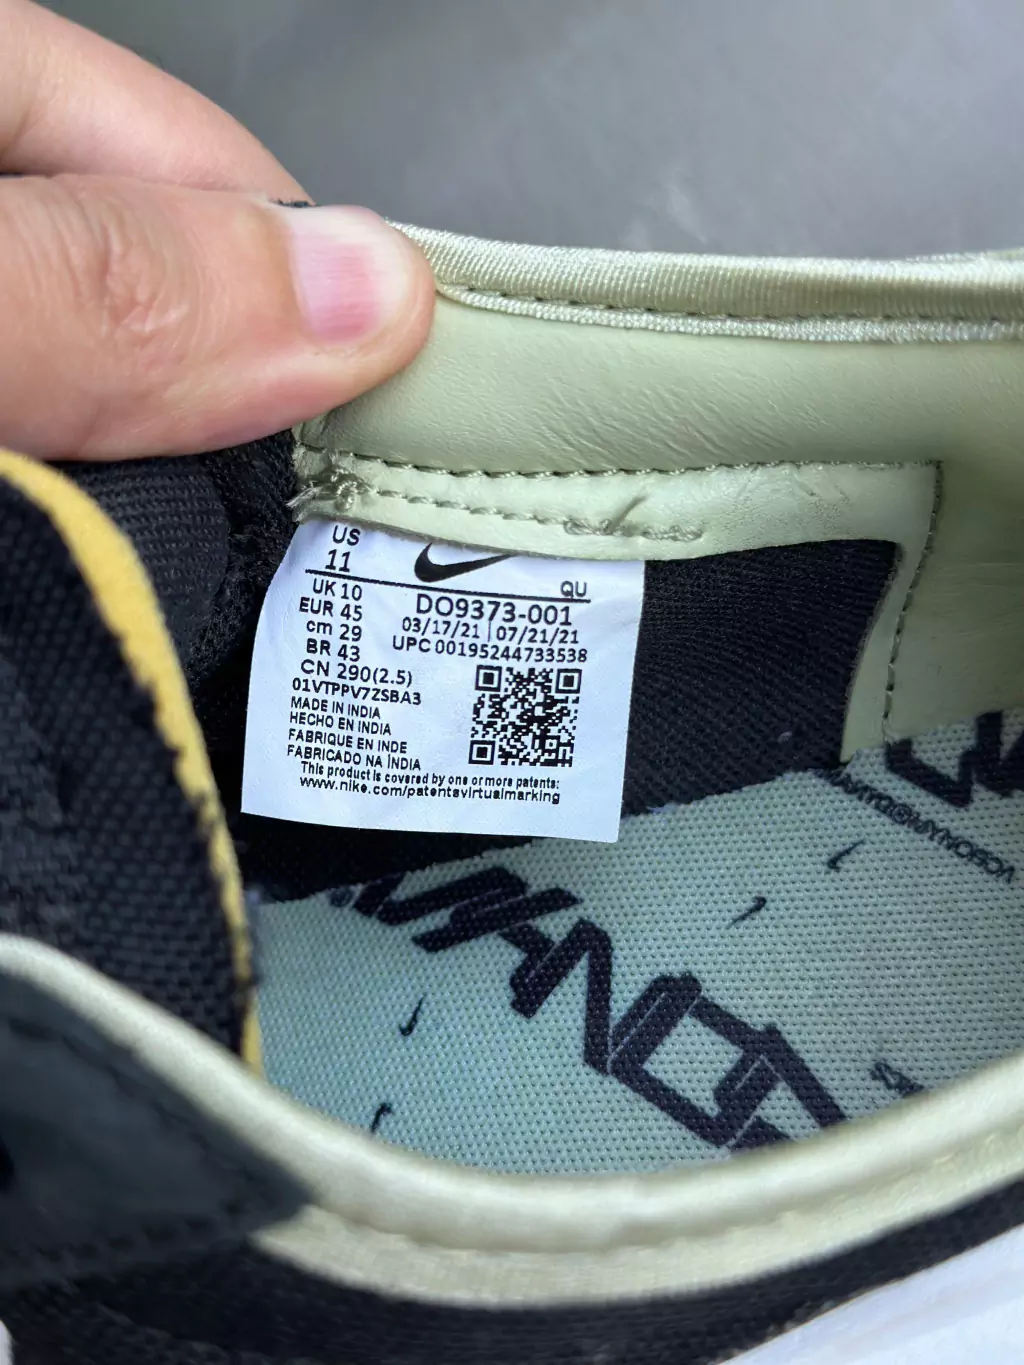 US
11
UK 10
EUR 45
cm 29
BR 43
CN 290(2.5)
QU
DO9373-001
03/17/21 | 07/21/21
UPC 00195244733538
01VTPPV7ZSBA3
MADE IN INDIA
HECHO EN INDIA
FABRIQUE EN INDE
FABRICADO NA ÍNDIA
This product is covered by one or more patents:
www.nike.com/patentsvirtualmarking